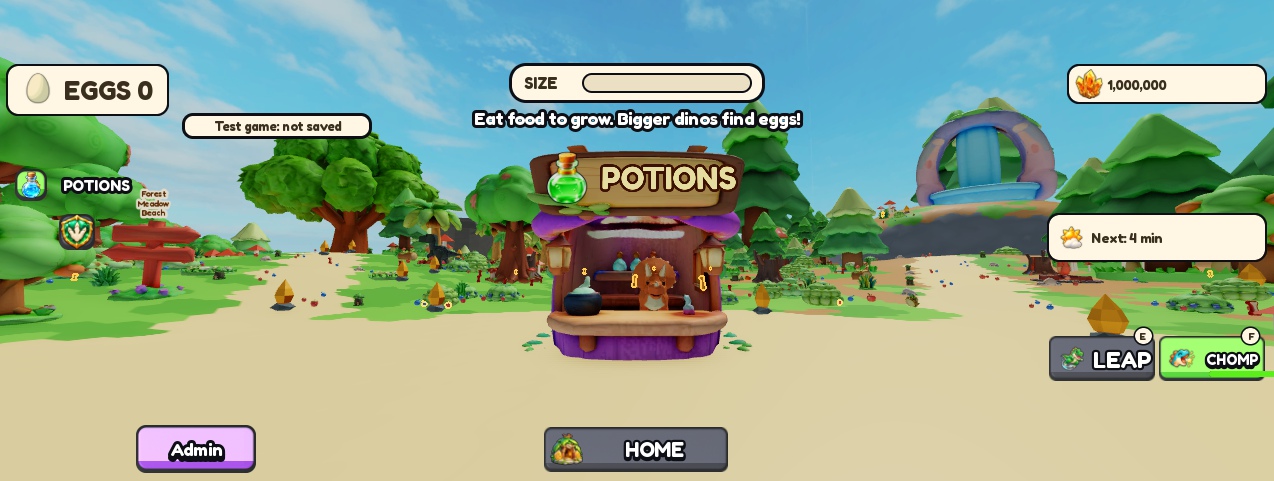 EGGS 0
SIZE
1,000,000
Eat food to grow. Bigger dinos find eggs!
Test game: not saved
POTIONS
POTIONS
Forest
Meadow
Beach
Next: 4 min
E
F
LEAP
CHOMP
Admin
HOME